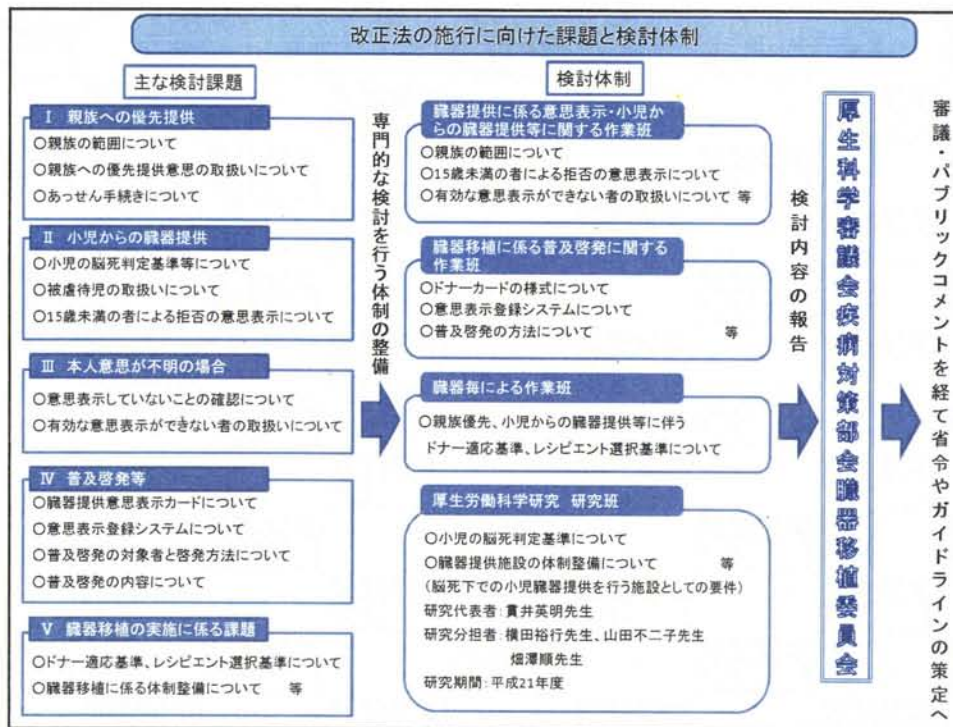 改正法の施行に向けた課題と検討体制
主な検討課題
Ⅰ 親族への優先提供
○親族の範囲について
○親族への優先提供意思の取扱いについて
○あっせん手続きについて
Ⅱ 小児からの臓器提供
○小児の脳死判定基準等について
○被虐待児の取扱いについて
○15歳未満の者による拒否の意思表示について
Ⅲ 本人意思が不明の場合
○意思表示していないことの確認について
○有効な意思表示ができない者の取扱いについて
Ⅳ 普及啓発等
○臓器提供意思表示カードについて
○意思表示登録システムについて
○普及啓発の対象者と啓発方法について
○普及啓発の内容について
Ⅴ 臓器移植の実施に係る課題
○ドナー適応基準、レシピエント選択基準について
○臓器移植に係る体制整備について 等
専門的な検討を行う体制の整備
検討体制
臓器提供に係る意思表示・小児か
らの臓器提供等に関する作業班
○親族の範囲について
○15歳未満の者による拒否の意思表示について
○有効な意思表示ができない者の取扱いについて 等
臓器移植に係る普及啓発に関する
作業班
○ドナーカードの様式について
○意思表示登録システムについて
○普及啓発の方法について 等
臓器毎による作業班
○親族優先、小児からの臓器提供等に伴う
ドナー適応基準、レシピエント選択基準について
厚生労働科学研究 研究班
○小児の脳死判定基準について
○臓器提供施設の体制整備について 等
(脳死下での小児臓器提供を行う施設としての要件)
研究代表者:貫井英明先生
研究分担者:横田裕行先生、山田不二子先生
畑澤順先生
研究期間:平成21年度
検討内容の報告
厚生科学審議会疾病対策部会臓器移植委員会
審議・パブリックコメントを経て省令やガイドラインの策定へ